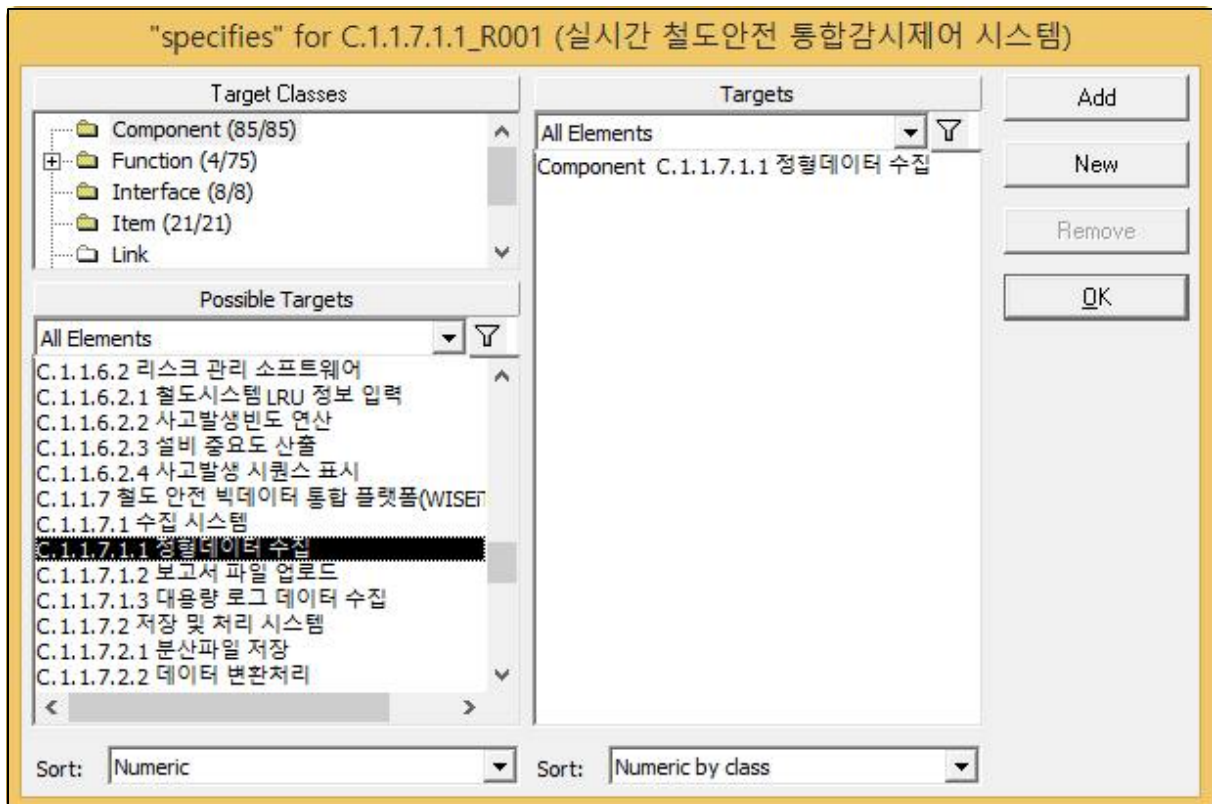 "specifies" for C.1.1.7.1.1_R001 (실시간 철도안전 통합감시제어 시스템)
Target Classes
Component (85/85)
Function (4/75)
Interface (8/8)
Item (21/21)
Link
Possible Targets
All Elements
C.1.1.6.2 리스크 관리 소프트웨어
C.1.1.6.2.1 철도시스템LRU 정보 입력
C.1.1.6.2.2 사고발생빈도 연산
C.1.1.6.2.3 설비 중요도 산출
C.1.1.6.2.4 사고발생 시퀀스 표시
C.1.1.7 철도 안전 빅데이터 통합 플랫폼(WISEiT
C.1.1.7.1 수집 시스템
C.1.1.7.1.1 정형데이터 수집
C.1.1.7.1.2 보고서 파일 업로드
C.1.1.7.1.3 대용량 로그 데이터 수집
C.1.1.7.2 저장 및 처리 시스템
C.1.1.7.2.1 분산파일 저장
C.1.1.7.2.2 데이터 변환처리
Sort: Numeric
Targets
All Elements
Component C.1.1.7.1.1 정형데이터 수집
Sort: Numeric by class
Add
New
Remove
OK